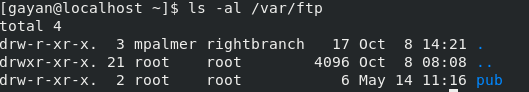 [gayan@localhost ~]$ ls -al /var/ftp
total 4
drw-r-xr-x.  3 mpalmer rightbranch   17 Oct  8 14:21 .
drwxr-xr-x. 21 root    root        4096 Oct  8 08:08 ..
drw-r-xr-x.  2 root    root           6 May 14 11:16 pub